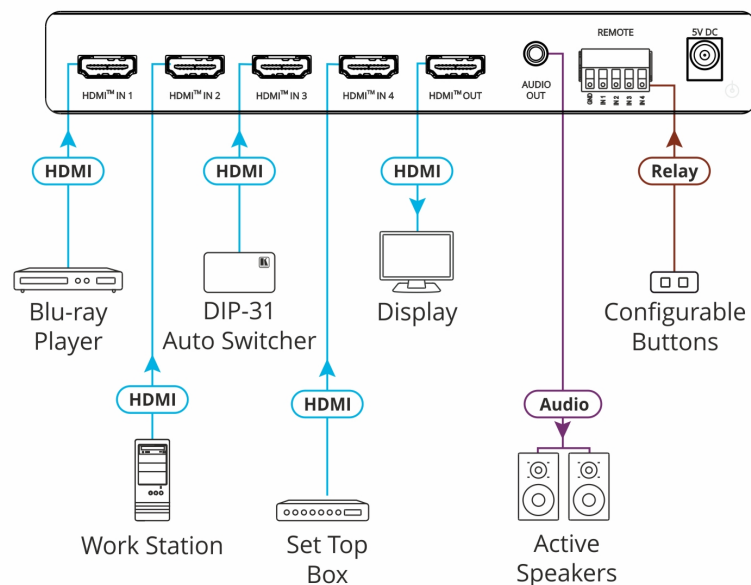 REMOTE
5V DC
HDMI™ IN 1
HDMI™ IN 2
HDMI™ IN 3
HDMI™ IN 4
HDMI™ OUT
AUDIO
OUT
GND
IN 1
IN 2
IN 3
IN 4
HDMI
HDMI
HDMI
Relay
Blu-ray
Player
DIP-31
Auto Switcher
Display
Configurable
Buttons
HDMI
HDMI
Audio
Work Station
Set Top
Box
Active
Speakers